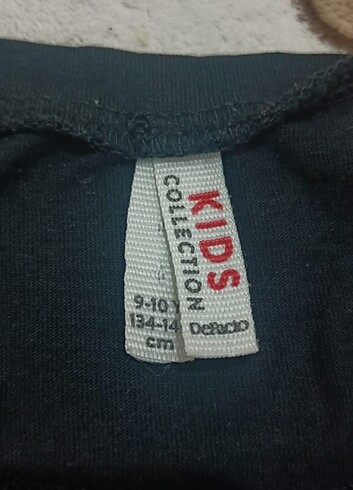 KIDS
COLLECTION
DeFacto
9-10 Y
134-14
cm